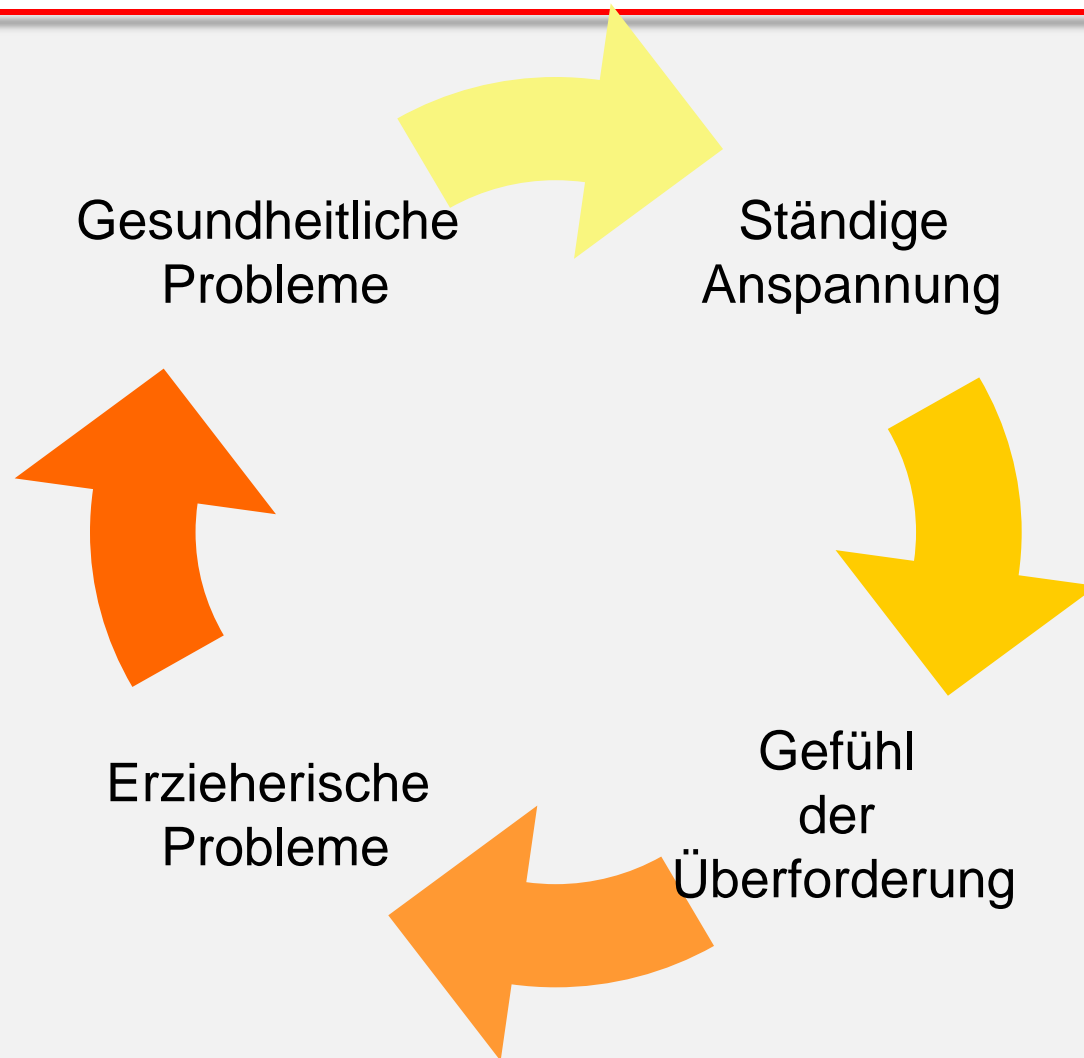 Gesundheitliche
Probleme
Ständige
Anspannung
Gefühl
der
Überforderung
Erzieherische
Probleme